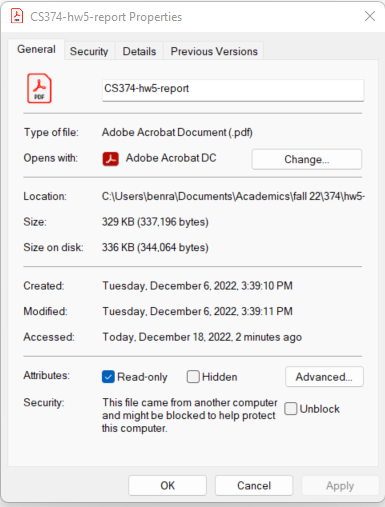 CS374-hw5-report Properties
General Security Details Previous Versions
PDF
CS374-hw5-report
Type of file: Adobe Acrobat Document (.pdf)
Opens with: Adobe Acrobat DC Change...
Location: C:\Users\benra\Documents\Academics\fall 22\374\hw5-
Size: 329 KB (337,196 bytes)
Size on disk: 336 KB (344,064 bytes)
Created: Tuesday, December 6, 2022, 3:39:10 PM
Modified: Tuesday, December 6, 2022, 3:39:11 PM
Accessed: Today, December 18, 2022, 2 minutes ago
Attributes: Read-only Hidden Advanced...
Security: This file came from another computer
and might be blocked to help protect Unblock
this computer.
OK Cancel Apply